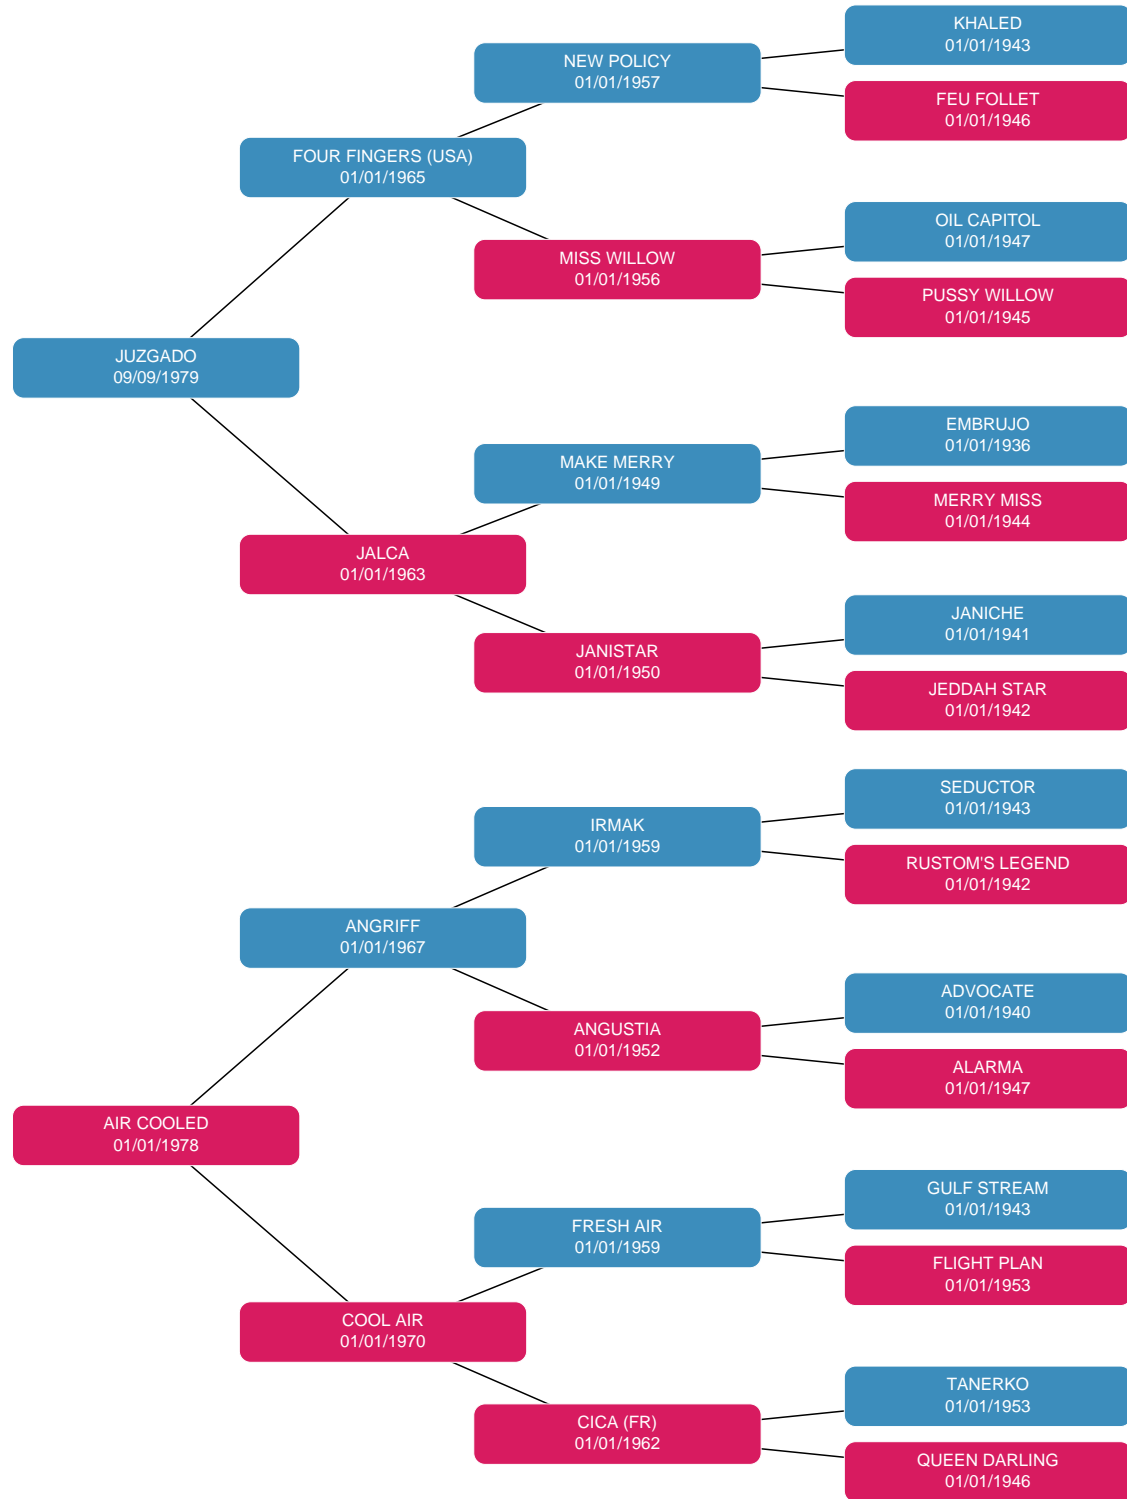 KHALED
01/01/1943
NEW POLICY
01/01/1957
FEU FOLLET
01/01/1946
FOUR FINGERS (USA)
01/01/1965
OIL CAPITOL
01/01/1947
MISS WILLOW
01/01/1956
PUSSY WILLOW
01/01/1945
JUZGADO
09/09/1979
EMBRUJO
01/01/1936
MAKE MERRY
01/01/1949
MERRY MISS
01/01/1944
JALCA
01/01/1963
JANICHE
01/01/1941
JANISTAR
01/01/1950
JEDDAH STAR
01/01/1942
SEDUCTOR
01/01/1943
IRMAK
01/01/1959
RUSTOM'S LEGEND
01/01/1942
ANGRIFF
01/01/1967
ADVOCATE
01/01/1940
ANGUSTIA
01/01/1952
ALARMA
01/01/1947
AIR COOLED
01/01/1978
GULF STREAM
01/01/1943
FRESH AIR
01/01/1959
FLIGHT PLAN
01/01/1953
COOL AIR
01/01/1970
TANERKO
01/01/1953
CICA (FR)
01/01/1962
QUEEN DARLING
01/01/1946